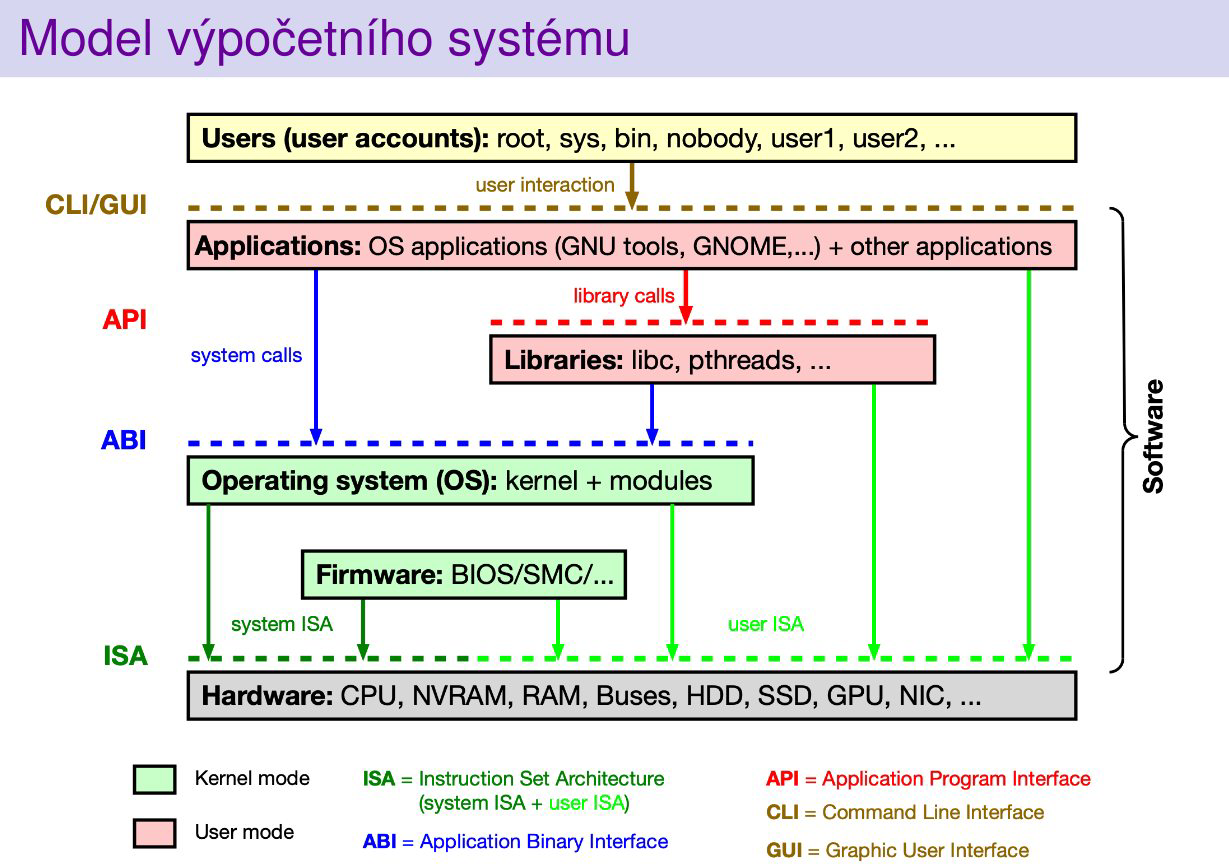 Model výpočetního systému
Users (user accounts): root, sys, bin, nobody, user1, user2, ...
user interaction
CLI/GUI
Applications: OS applications (GNU tools, GNOME,...) + other applications
library calls
API
system calls
Libraries: libc, pthreads, ...
Software
ABI
Operating system (OS): kernel + modules
Firmware: BIOS/SMC/...
system ISA
user ISA
ISA
Hardware: CPU, NVRAM, RAM, Buses, HDD, SSD, GPU, NIC, ...
Kernel mode
User mode
ISA = Instruction Set Architecture
(system ISA + user ISA)
ABI = Application Binary Interface
API = Application Program Interface
CLI = Command Line Interface
GUI = Graphic User Interface